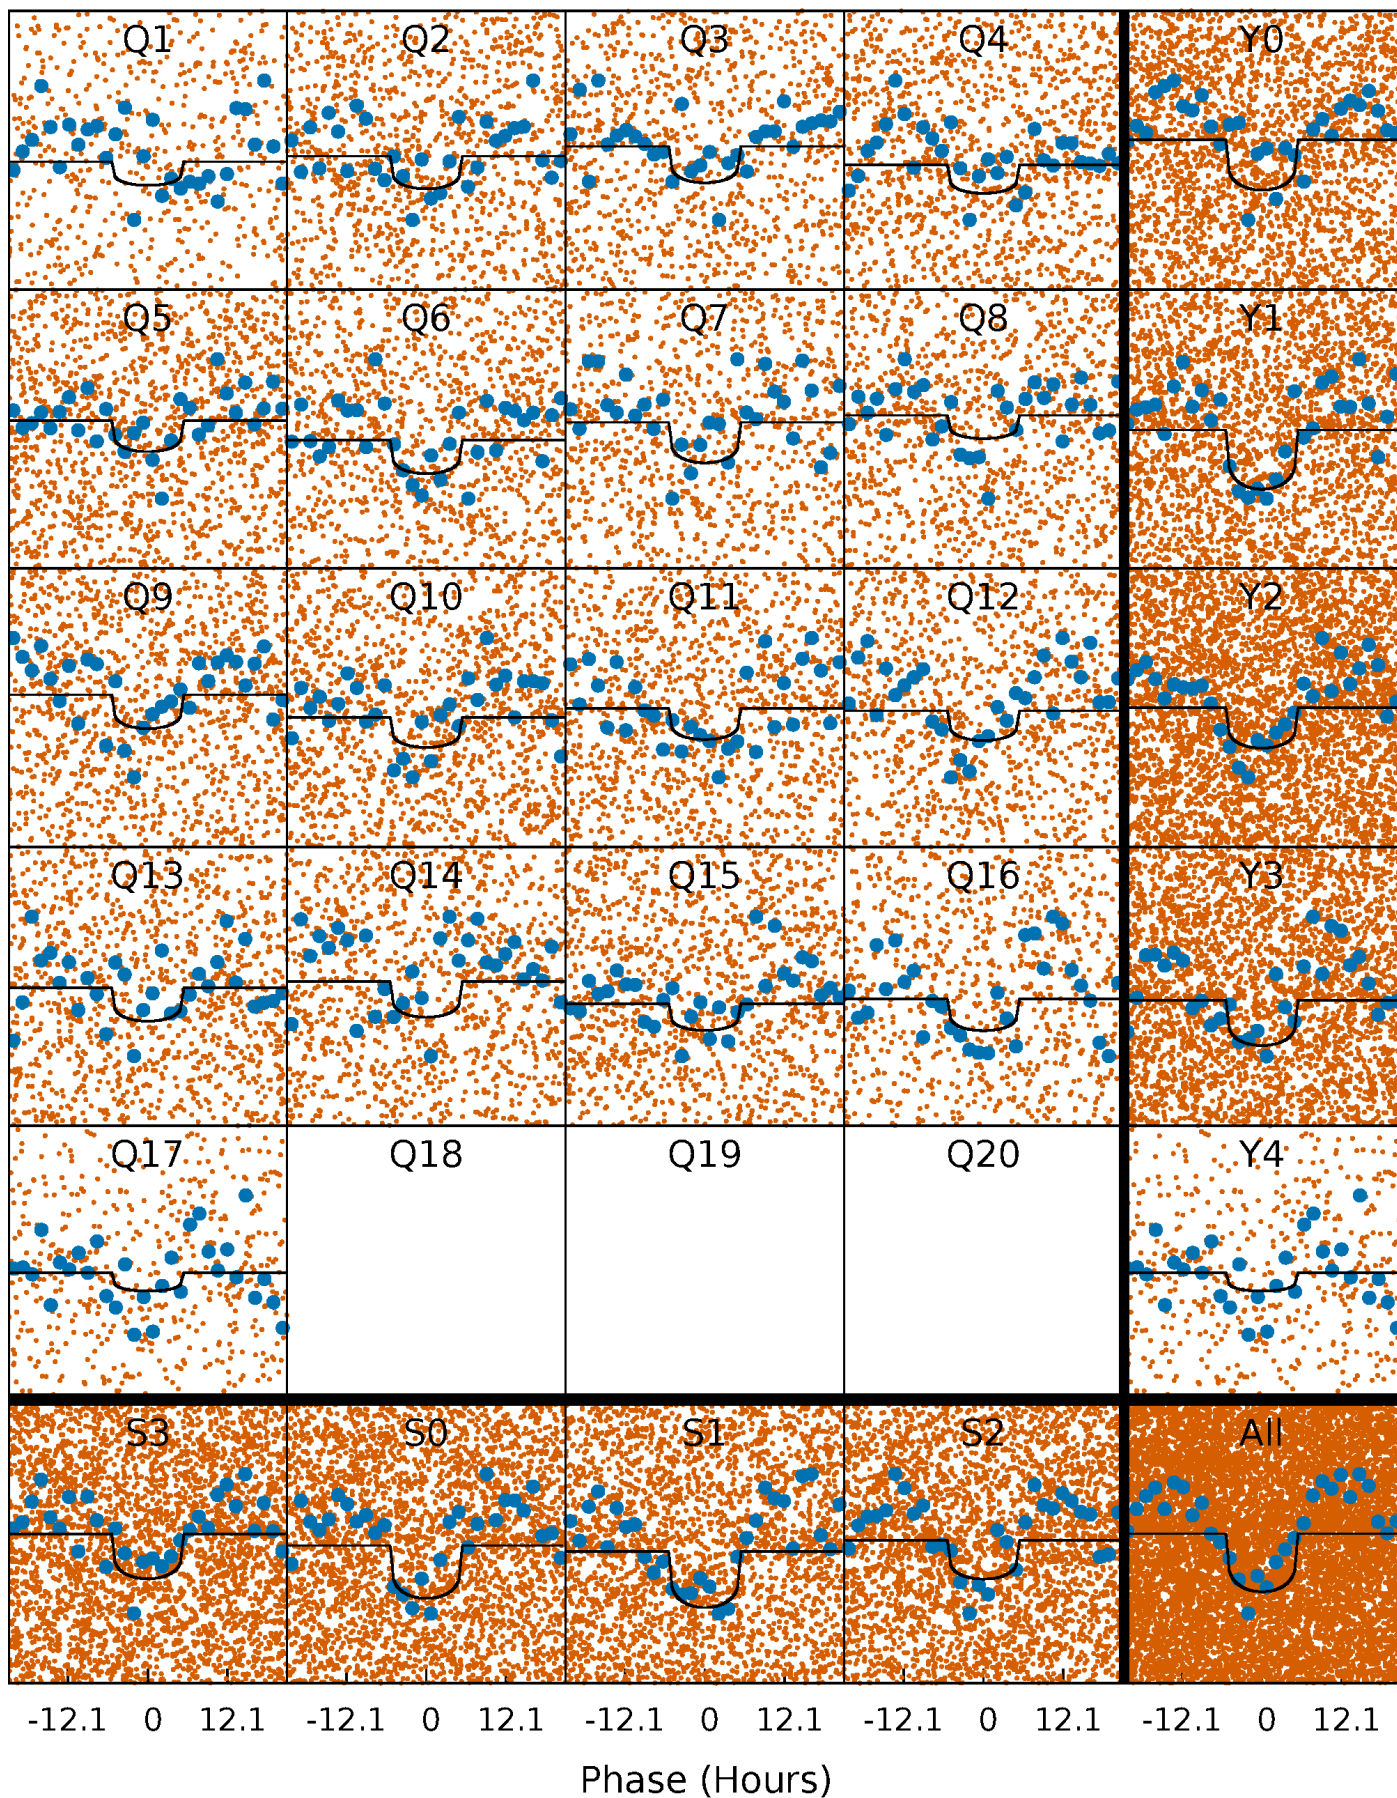 Q1 Q2 Q3 Q4 Y0
Q5 Q6 Q7 Q8 Y1
Q9 Q10 Q11 Q12 Y2
Q13 Q14 Q15 Q16 Y3
Q17 Q18 Q19 Q20 Y4
S3 S0 S1 S2 All
-12.1 0 12.1 -12.1 0 12.1 -12.1 0 12.1 -12.1 0 12.1 -12.1 0 12.1
Phase (Hours)